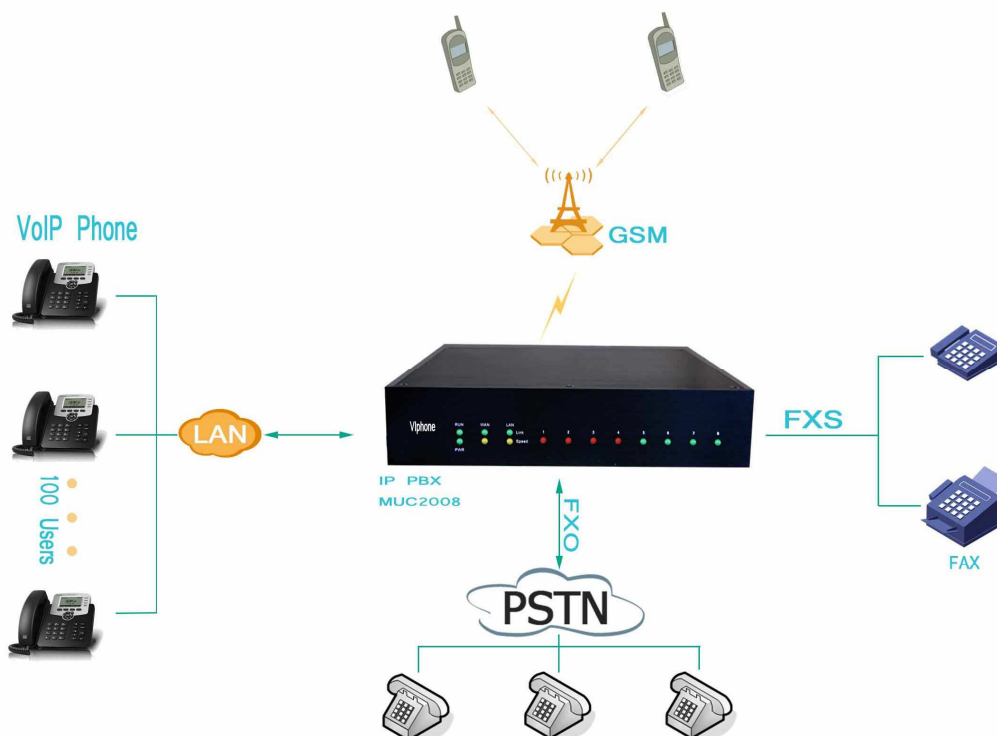 GSM
VoIP Phone
VIphone
RUN WAN LAN
Link 1 2 3 4 5 6 7 8
Speed
PWR
LAN
FXS
IP PBX
MUC2008
100 Users
FXO
FAX
PSTN